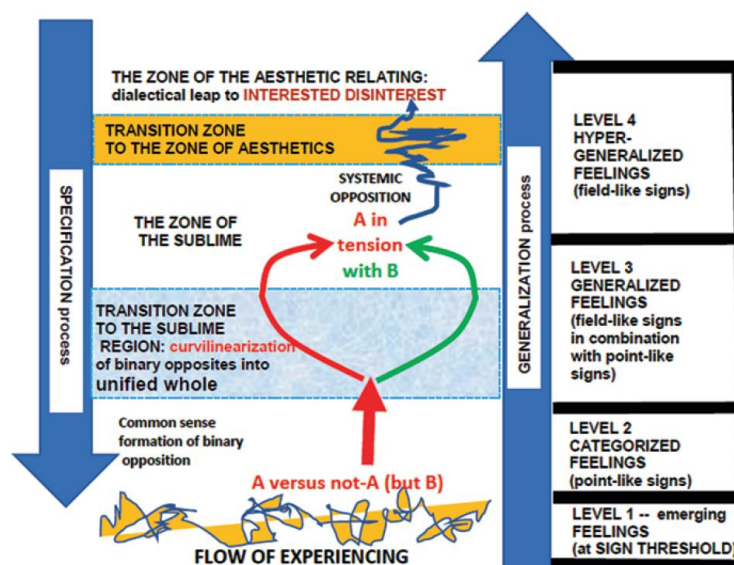 THE ZONE OF THE AESTHETIC RELATING:
dialectical leap to INTERESTED DISINTEREST
TRANSITION ZONE
TO THE ZONE OF AESTHETICS
SYSTEMIC
OPPOSITION
THE ZONE OF
THE SUBLIME
A in
tension
with B
TRANSITION ZONE
TO THE SUBLIME
REGION: curvilinearization
of binary opposites into
unified whole
Common sense
formation of binary
opposition
A versus not-A (but B)
FLOW OF EXPERIENCING
SPECIFICATION process
GENERALIZATION process
LEVEL 4
HYPER-
GENERALIZED
FEELINGS
(field-like signs)
LEVEL 3
GENERALIZED
FEELINGS
(field-like signs
in combination
with point-like
signs)
LEVEL 2
CATEGORIZED
FEELINGS
(point-like signs)
LEVEL 1 -- emerging
FEELINGS
(at SIGN THRESHOLD)